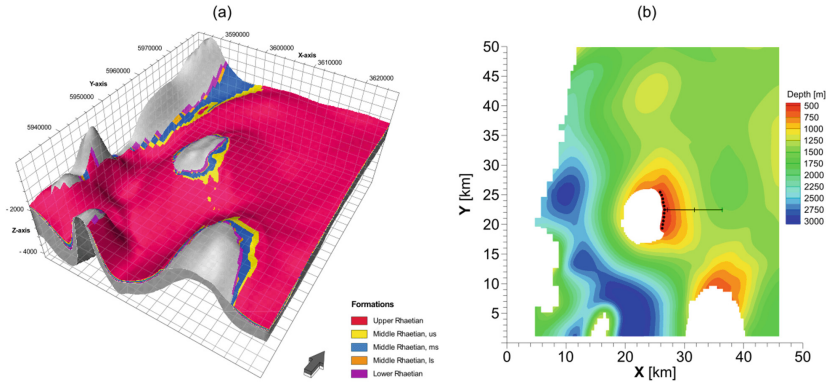 (a)
3590000
3600000
X-axis
3610000
3620000
5970000
5960000
Y-axis
5950000
5940000
- 2000
Z-axis
- 4000
Formations
Upper Rhaetian
Middle Rhaetian, us
Middle Rhaetian, ms
Middle Rhaetian, ls
Lower Rhaetian
(b)
50
45
40
35
30
25
20
15
10
5
Y [km]
0
10
20
30
40
50
X [km]
Depth [m]
500
750
1000
1250
1500
1750
2000
2250
2500
2750
3000